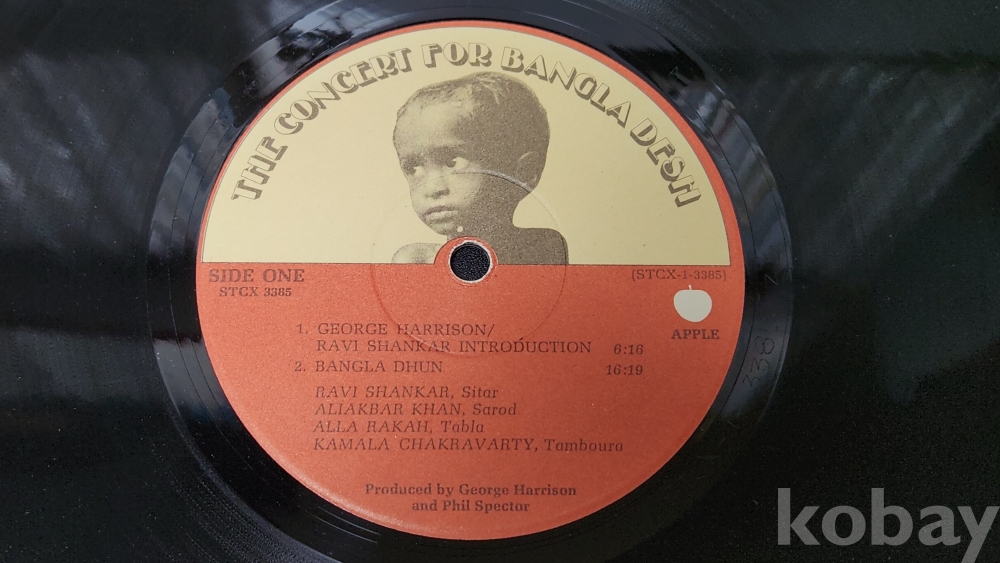 THE CONCERT FOR BANGLA DESH
SIDE ONE
STCX 3385
(STCX-1-3385)
APPLE
1. GEORGE HARRISON/
RAVI SHANKAR INTRODUCTION 6:16
2. BANGLA DHUN 16:19
RAVI SHANKAR, Sitar
ALIAKBAR KHAN, Sarod
ALLA RAKAH, Tabla
KAMALA CHAKRAVARTY, Tamboura
Produced by George Harrison
and Phil Spector
kobay